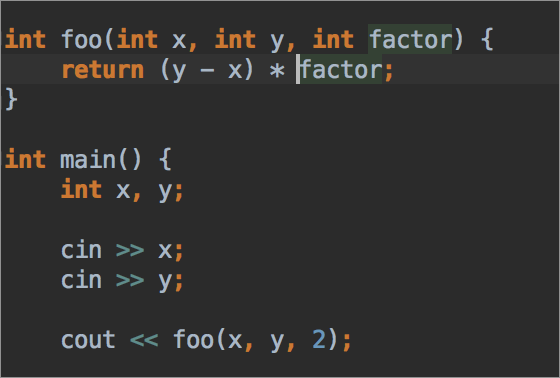 int foo(int x, int y, int factor) {
    return (y - x) * factor;
}
int main() {
    int x, y;
    cin >> x;
    cin >> y;
    cout << foo(x, y, 2);